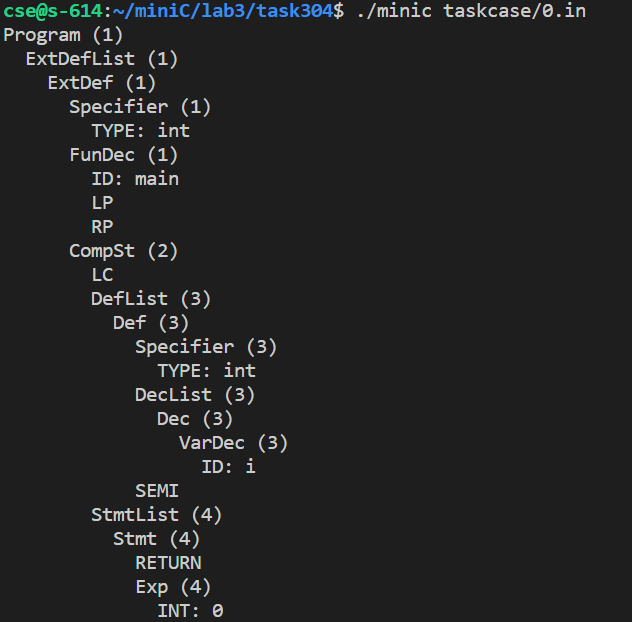 cse@s-614:~/miniC/lab3/task304$ ./minic taskcase/0.in
Program (1)
  ExtDefList (1)
    ExtDef (1)
      Specifier (1)
        TYPE: int
      FunDec (1)
        ID: main
        LP
        RP
      CompSt (2)
        LC
        DefList (3)
          Def (3)
            Specifier (3)
              TYPE: int
            DecList (3)
              Dec (3)
                VarDec (3)
                  ID: i
            SEMI
        StmtList (4)
          Stmt (4)
            RETURN
            Exp (4)
              INT: 0